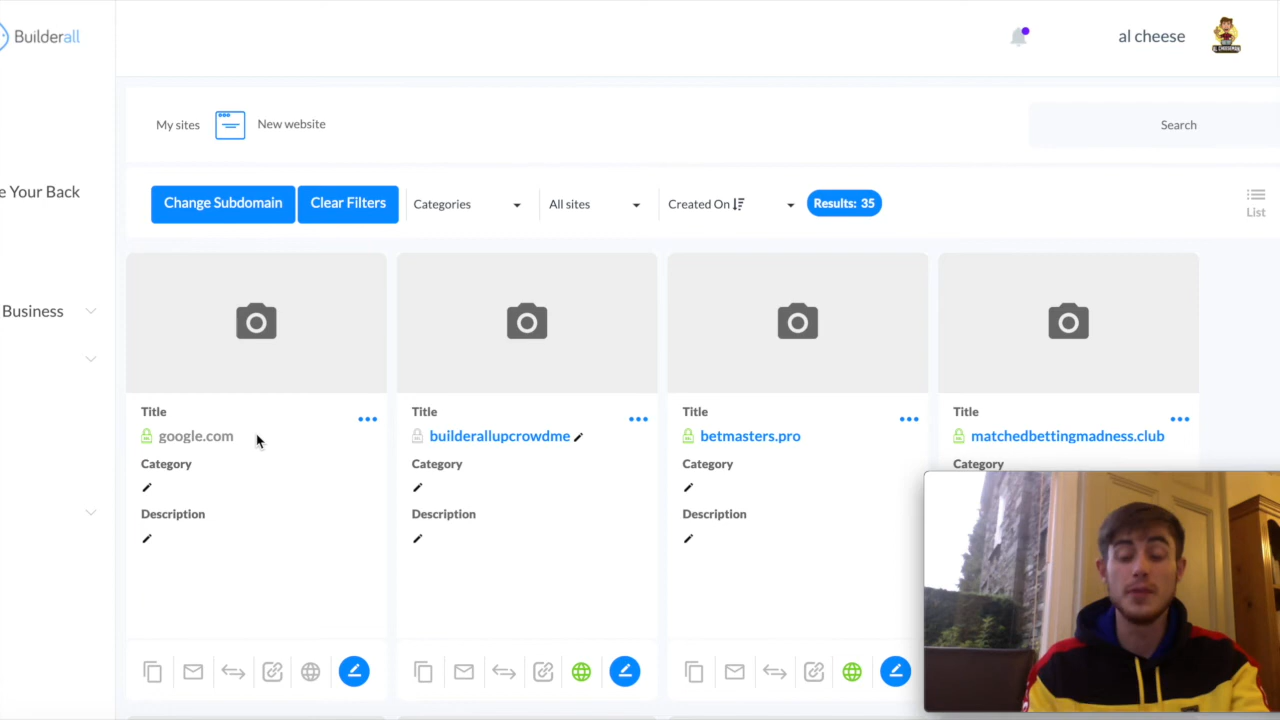 Builderall
al cheese
My sites
New website
Search
e Your Back
Change Subdomain
Clear Filters
Categories
All sites
Created On
Results: 35
List
Business
Title
google.com
Category
Description
Title
builderallupcrowdme
Category
Description
Title
betmasters.pro
Category
Description
Title
matchedbettingmadness.club
Category